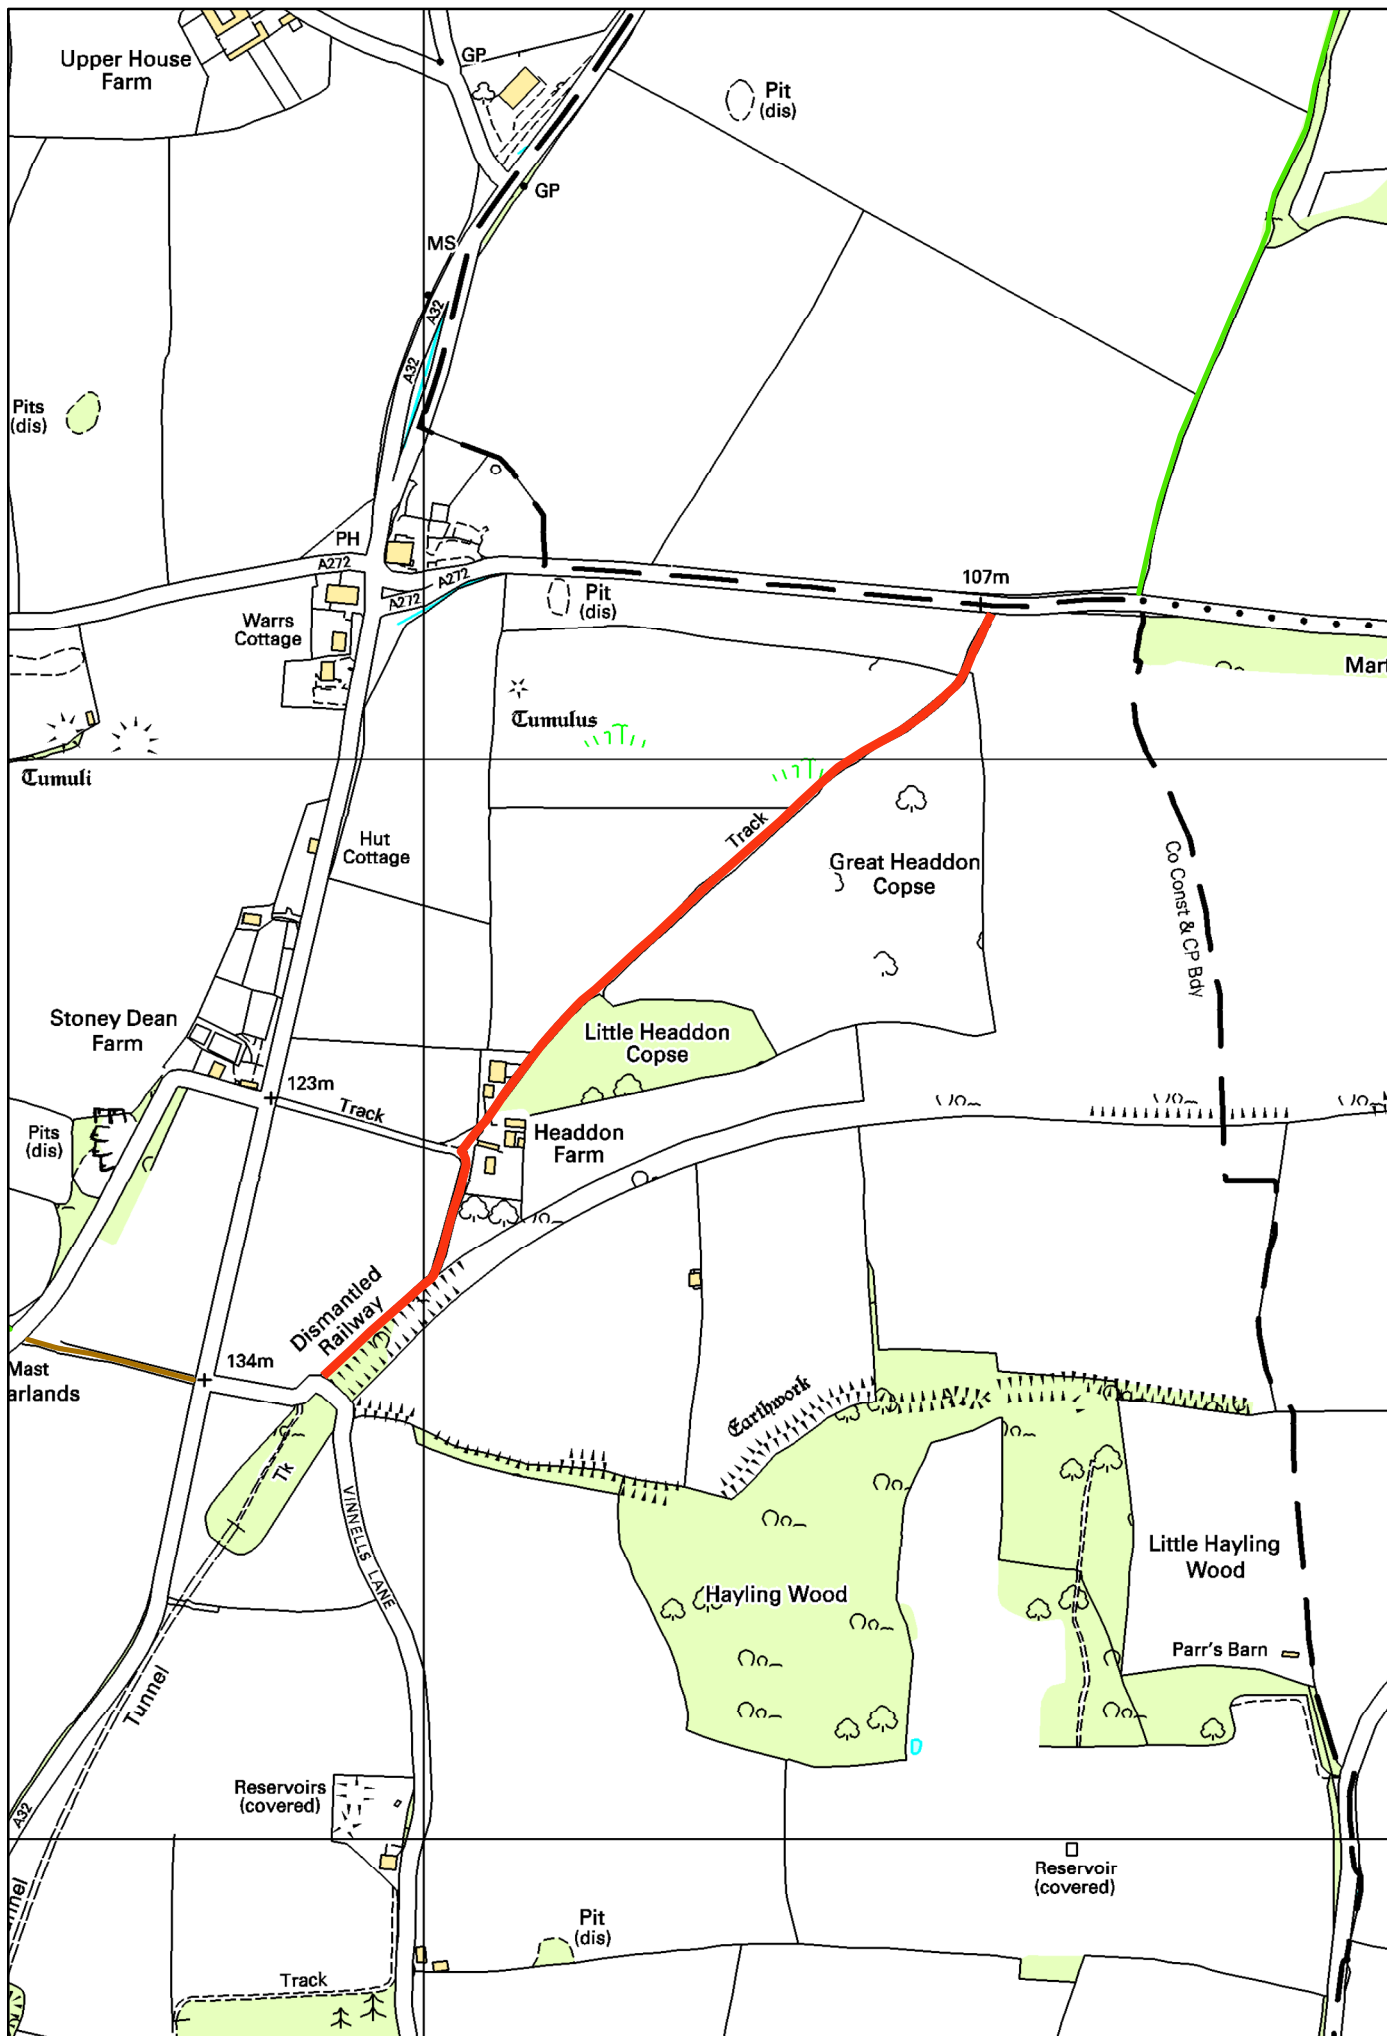 Upper House
Farm
GP
Pit
(dis)
GP
MS
A32
A32
Pits
(dis)
PH
A272
A272
A272
107m
Pit
(dis)
Warrs
Cottage
Tumulus
Tumuli
Track
Hut
Cottage
Great Headdon
Copse
Co Const & CP Bdy
Stoney Dean
Farm
Little Headdon
Copse
123m
Track
Pits
(dis)
Headdon
Farm
Dismantled
Railway
134m
Mast
arlands
Earthwork
Tk
VINNELLS LANE
Little Hayling
Wood
Hayling Wood
Parr's Barn
Tunnel
Reservoirs
(covered)
A32
Reservoir
(covered)
nnel
Pit
(dis)
Track